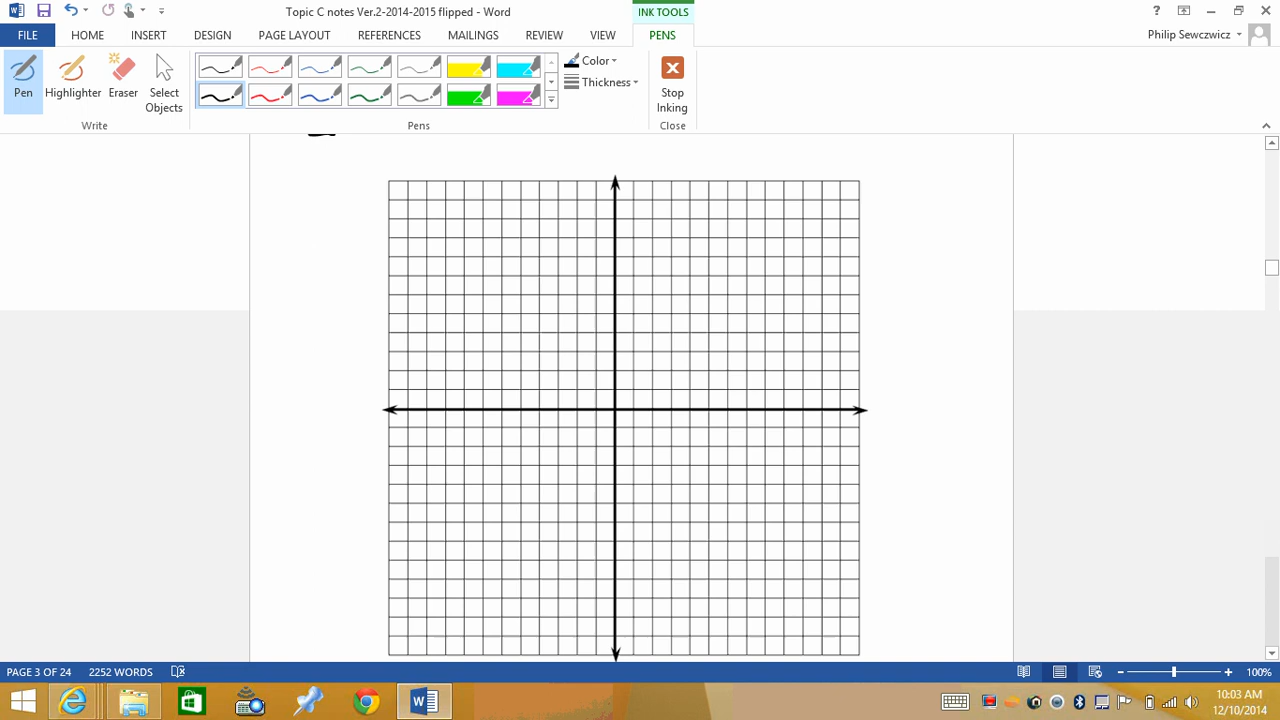 Topic C notes Ver.2-2014-2015 flipped - Word
INK TOOLS
?
FILE
HOME
INSERT
DESIGN
PAGE LAYOUT
REFERENCES
MAILINGS
REVIEW
VIEW
PENS
Philip Sewczwicz
Pen
Highlighter
Eraser
Select
Objects
Color
Thickness
Stop
Inking
Write
Pens
Close
PAGE 3 OF 24
2252 WORDS
100%
10:03 AM
12/10/2014